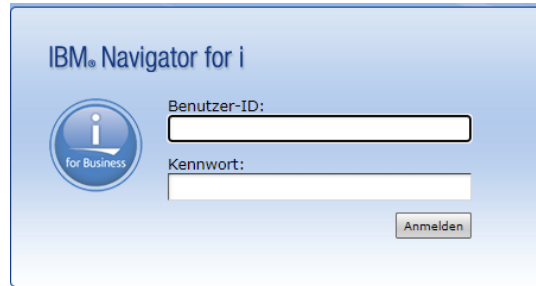 IBM® Navigator for i
Benutzer-ID:
i
for Business
Kennwort:
Anmelden